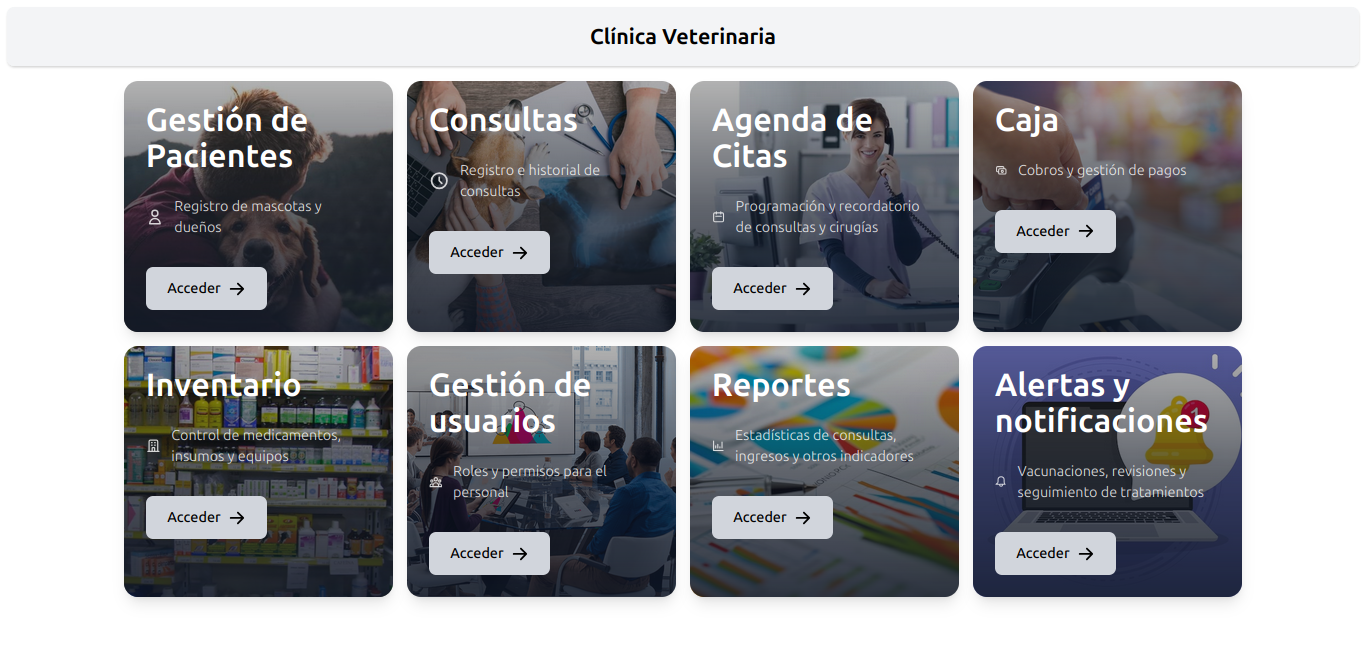 Clínica Veterinaria
Gestión de
Pacientes
Registro de mascotas y
dueños
Acceder
Consultas
Registro e historial de
consultas
Acceder
Agenda de
Citas
Programación y recordatorio
de consultas y cirugías
Acceder
Caja
Cobros y gestión de pagos
Acceder
Inventario
Control de medicamentos,
insumos y equipos
Acceder
Gestión de
usuarios
Roles y permisos para el
personal
Acceder
Reportes
Estadísticas de consultas,
ingresos y otros indicadores
Acceder
Alertas y
notificaciones
1
Vacunaciones, revisiones y
seguimiento de tratamientos
Acceder